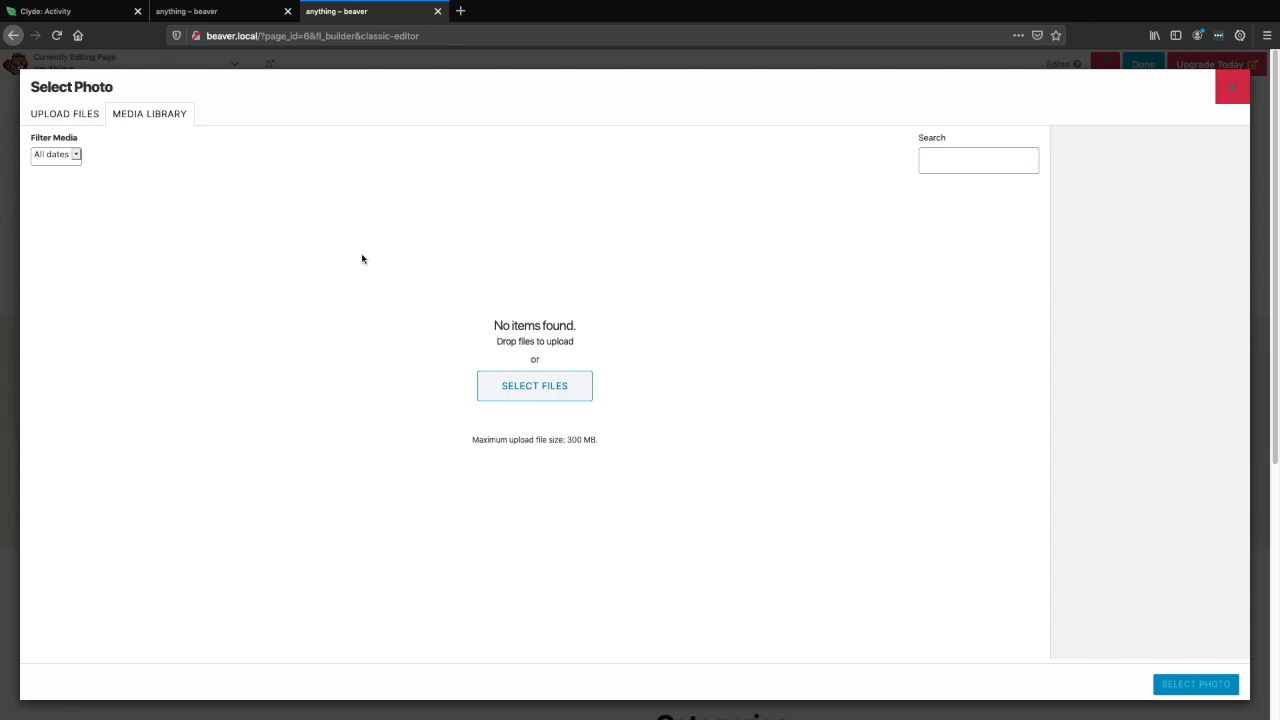 Clyde: Activity
anything – beaver
anything – beaver
beaver.local/?page_id=6&fl_builder&classic-editor
Currently Editing Page
anything
Edited
Done
Upgrade Today
Select Photo
UPLOAD FILES
MEDIA LIBRARY
Filter Media
All dates
Search
No items found.
Drop files to upload
or
SELECT FILES
Maximum upload file size: 300 MB.
SELECT PHOTO